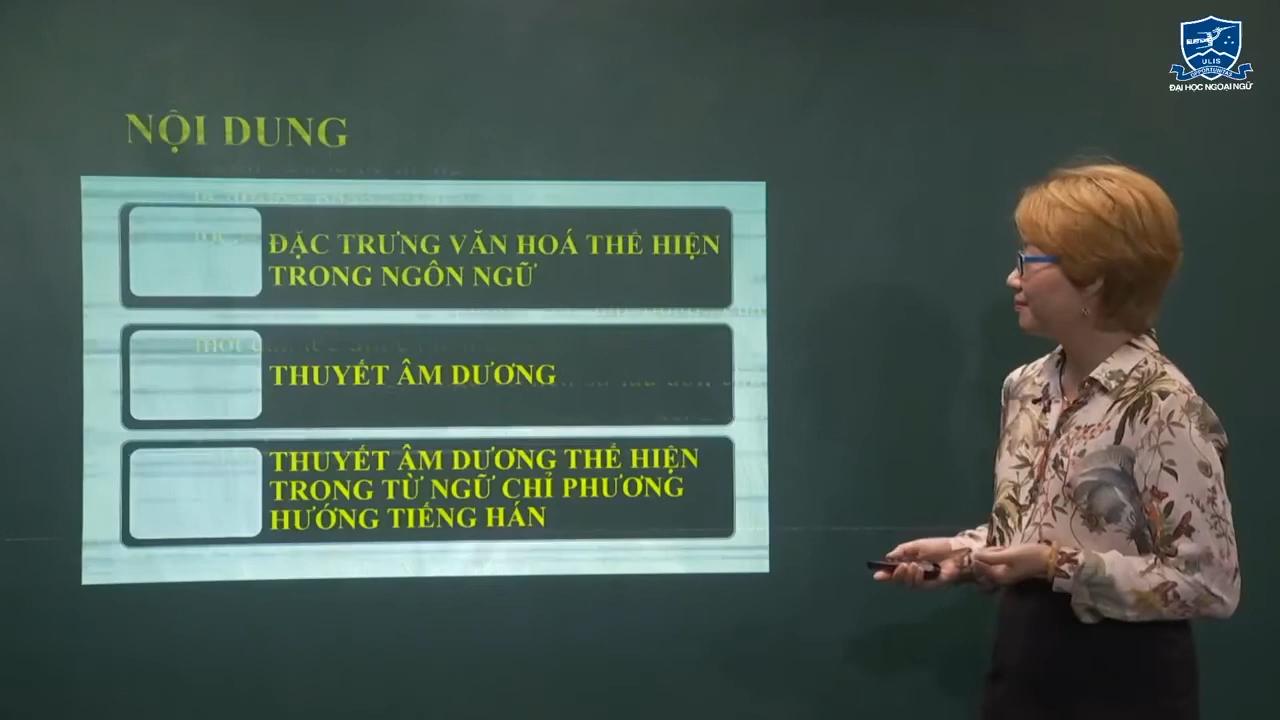 ULIS
ĐẠI HỌC NGOẠI NGỮ
NỘI DUNG
ĐẶC TRƯNG VĂN HOÁ THỂ HIỆN
TRONG NGÔN NGỮ
THUYẾT ÂM DƯƠNG
THUYẾT ÂM DƯƠNG THỂ HIỆN
TRONG TỪ NGỮ CHỈ PHƯƠNG
HƯỚNG TIẾNG HÁN